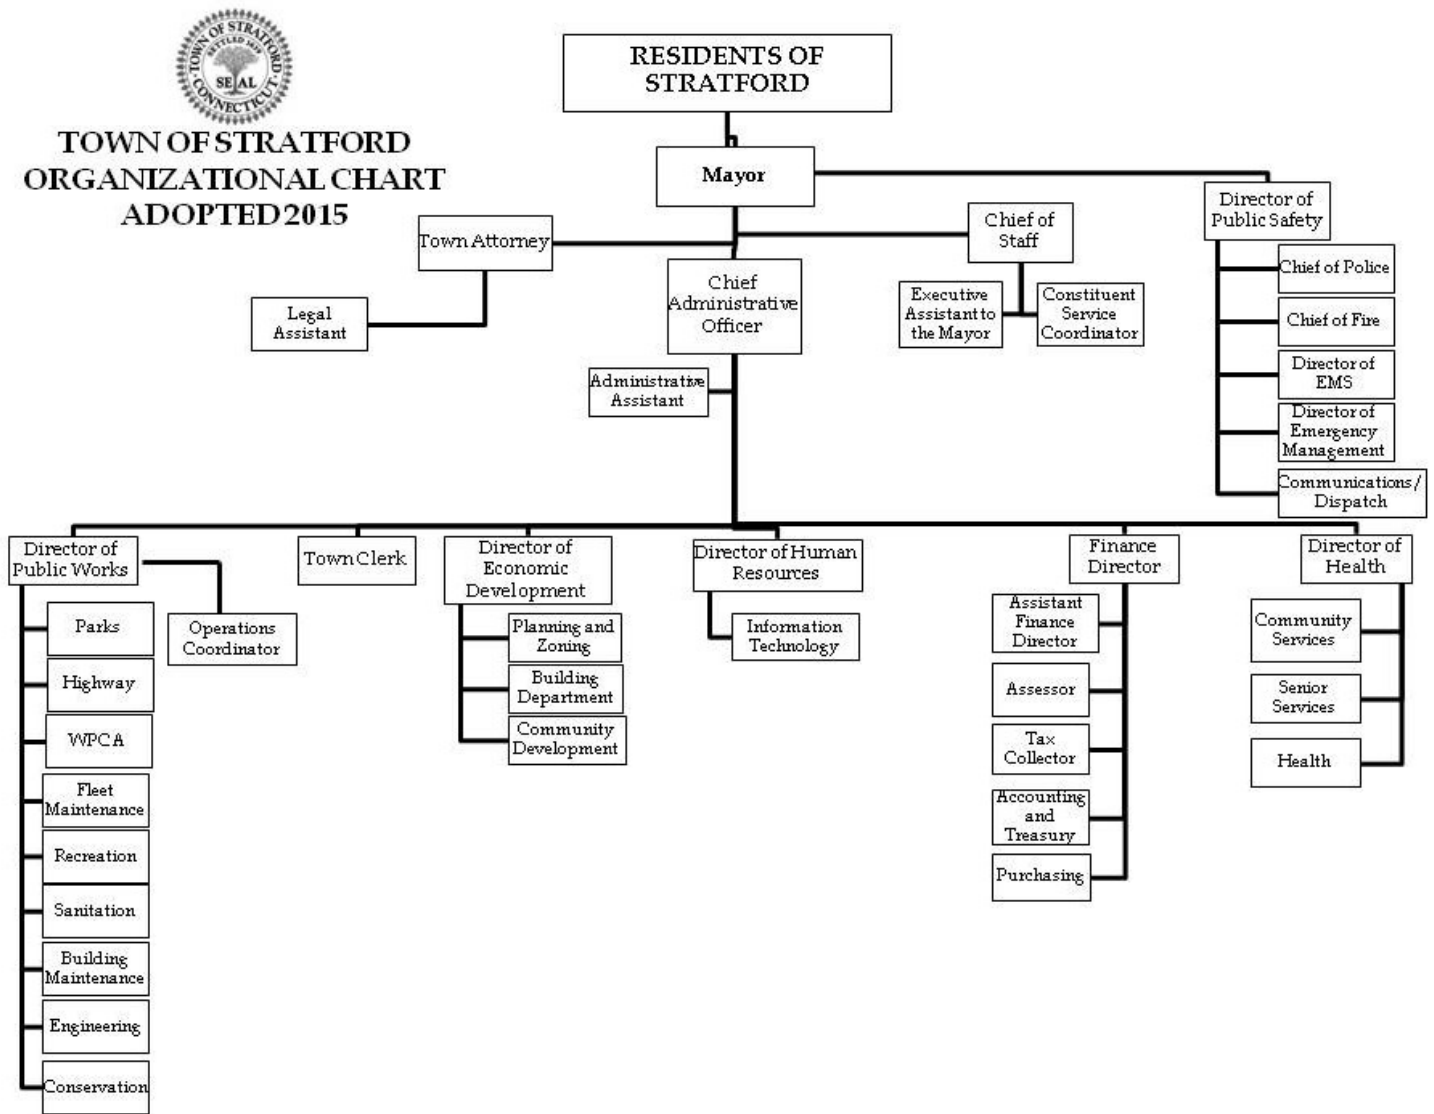 TOWN OF STRATFORD
SETTLED 1639
SEAL
CONNECTICUT
TOWN OF STRATFORD
ORGANIZATIONAL CHART
ADOPTED 2015
RESIDENTS OF
STRATFORD
Mayor
Town Attorney
Legal
Assistant
Chief
Administrative
Officer
Administrative
Assistant
Chief of
Staff
Executive
Assistant to
the Mayor
Constituent
Service
Coordinator
Director of
Public Safety
Chief of Police
Chief of Fire
Director of
EMS
Director of
Emergency
Management
Communications/
Dispatch
Director of
Public Works
Operations
Coordinator
Parks
Highway
WPCA
Fleet
Maintenance
Recreation
Sanitation
Building
Maintenance
Engineering
Conservation
Town Clerk
Director of
Economic
Development
Planning and
Zoning
Building
Department
Community
Development
Director of Human
Resources
Information
Technology
Finance
Director
Assistant
Finance
Director
Assessor
Tax
Collector
Accounting
and
Treasury
Purchasing
Director of
Health
Community
Services
Senior
Services
Health